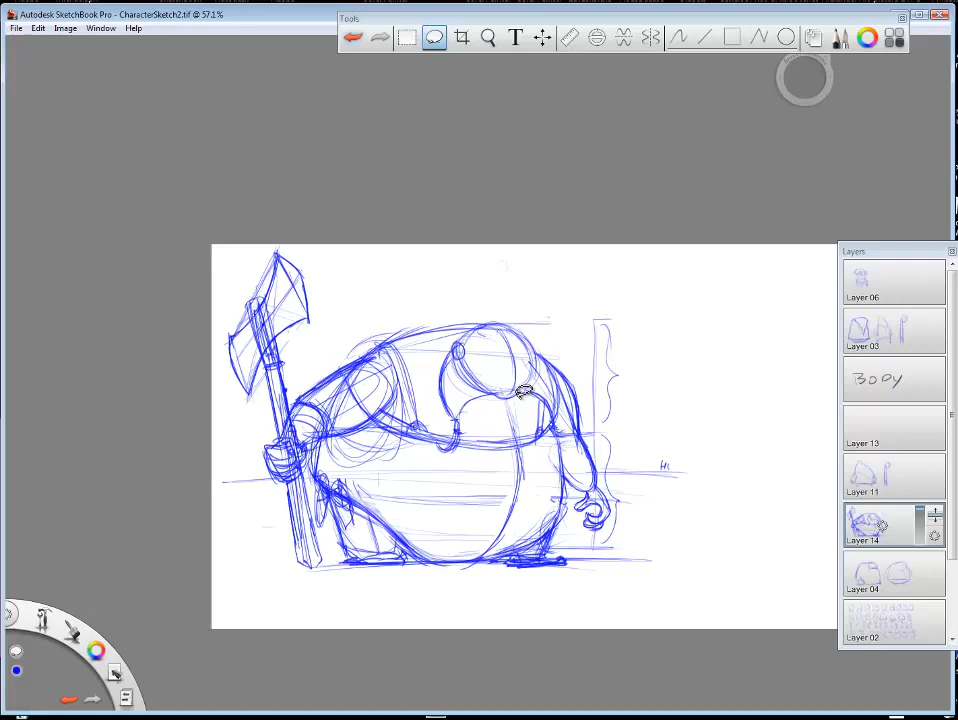 Autodesk SketchBook Pro - CharacterSketch2.tif @ 57.1%
File Edit Image Window Help
Tools
T
Layers
Layer 06
Layer 03
BODY
Layer 13
Layer 11
Layer 14
Layer 04
Layer 02